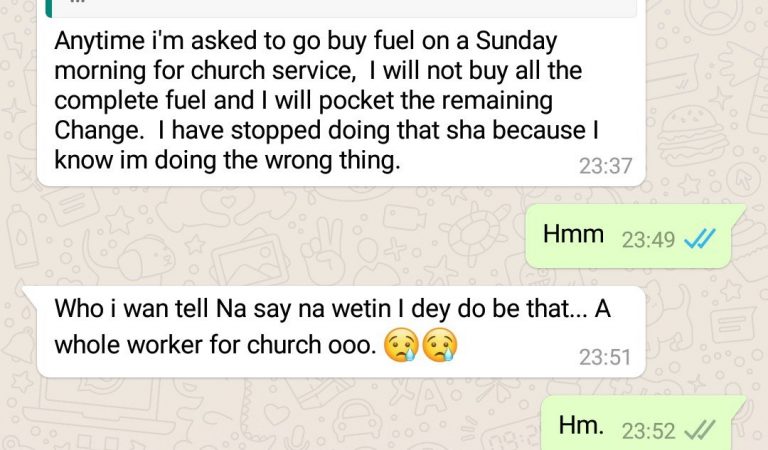 ...
Anytime i'm asked to go buy fuel on a Sunday
morning for church service,  I will not buy all the
complete fuel and I will pocket the remaining
Change.  I have stopped doing that sha because I
know im doing the wrong thing.
23:37
Hmm
23:49
Who i wan tell Na say na wetin I dey do be that... A
whole worker for church ooo. 😢😢
23:51
Hm.
23:52